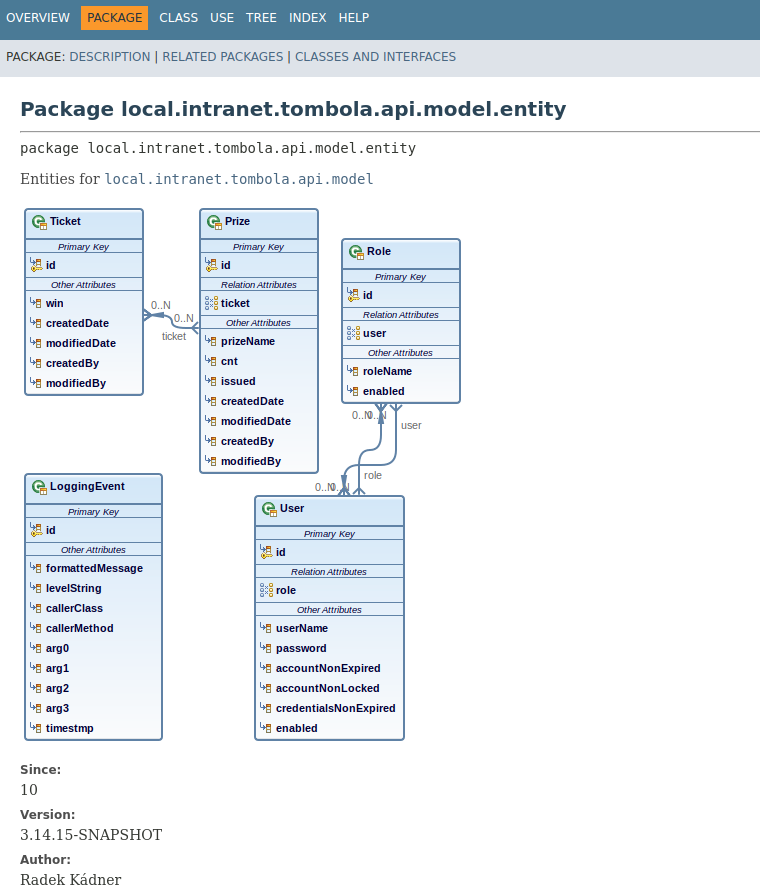 OVERVIEW PACKAGE CLASS USE TREE INDEX HELP
PACKAGE: DESCRIPTION | RELATED PACKAGES | CLASSES AND INTERFACES
Package local.intranet.tombola.api.model.entity
package local.intranet.tombola.api.model.entity
Entities for local.intranet.tombola.api.model
Ticket
Primary Key
id
Other Attributes
win
createdDate
modifiedDate
createdBy
modifiedBy
0..N
0..N
ticket
Prize
Primary Key
id
Relation Attributes
ticket
Other Attributes
prizeName
cnt
issued
createdDate
modifiedDate
createdBy
modifiedBy
Role
Primary Key
id
Relation Attributes
user
Other Attributes
roleName
enabled
0..N
0..N
user
role
0..N
0..N
LoggingEvent
Primary Key
id
Other Attributes
formattedMessage
levelString
callerClass
callerMethod
arg0
arg1
arg2
arg3
timestmp
User
Primary Key
id
Relation Attributes
role
Other Attributes
userName
password
accountNonExpired
accountNonLocked
credentialsNonExpired
enabled
Since:
10
Version:
3.14.15-SNAPSHOT
Author:
Radek Kádner